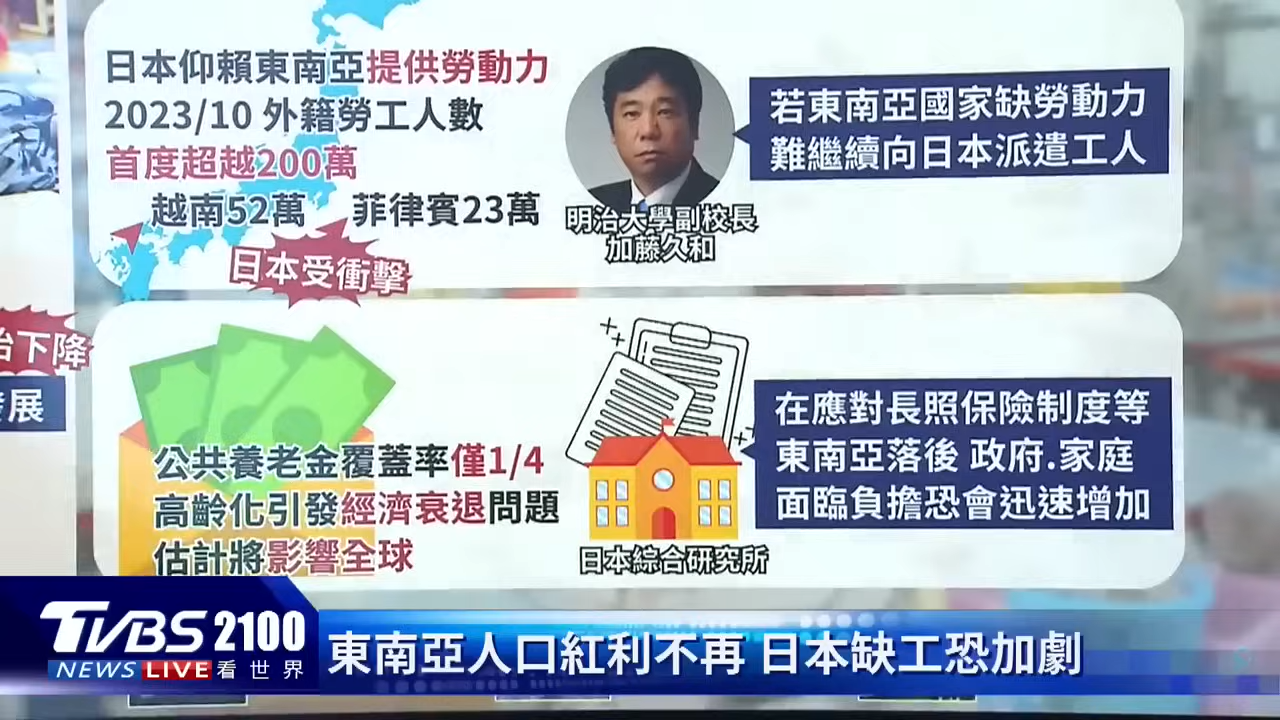 日本仰賴東南亞提供勞動力
2023/10 外籍勞工人數
首度超越200萬
越南52萬 菲律賓23萬
日本受衝擊
明治大學副校長
加藤久和
若東南亞國家缺勞動力
難繼續向日本派遣工人
下降
發展
公共養老金覆蓋率僅1/4
高齡化引發經濟衰退問題
估計將影響全球
日本綜合研究所
在應對長照保險制度等
東南亞落後 政府.家庭
面臨負擔恐會迅速增加
TVBS 2100
NEWS LIVE 看世界
東南亞人口紅利不再 日本缺工恐加劇